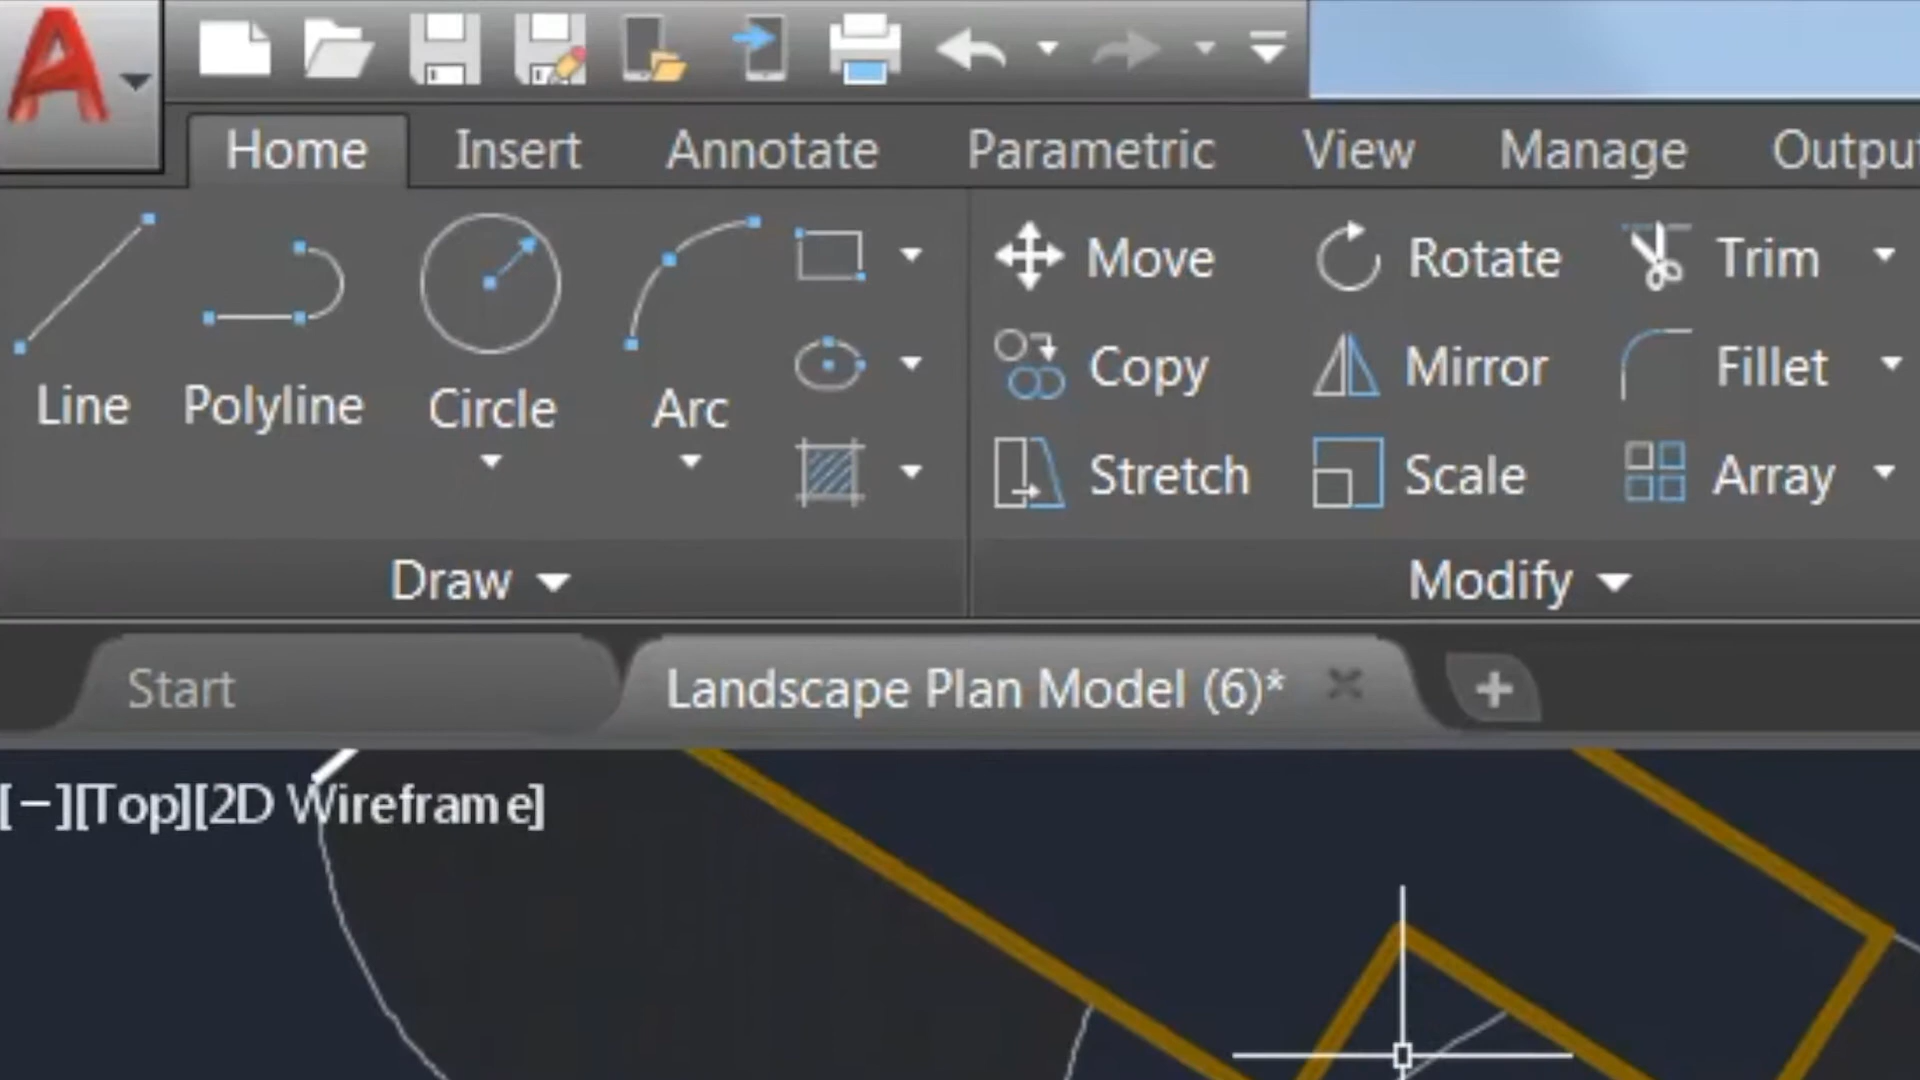 Home Insert Annotate Parametric View Manage Output
Line Polyline Circle Arc
Move Rotate Trim
Copy Mirror Fillet
Stretch Scale Array
Draw Modify
Start Landscape Plan Model (6)*
[−][Top][2D Wireframe]